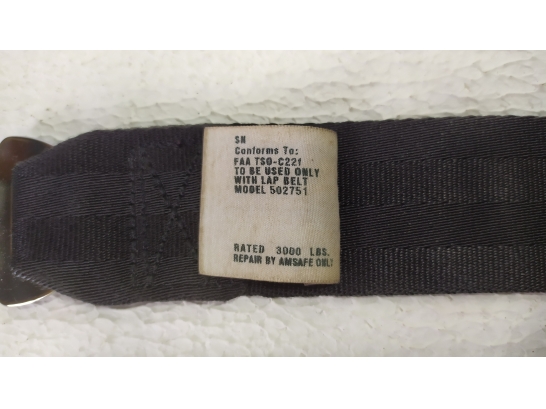 SN
Conforms To:
FAA TSO-C22f
TO BE USED ONLY
WITH LAP BELT
MODEL 502751
RATED 3000 LBS.
REPAIR BY AMSAFE ONLY